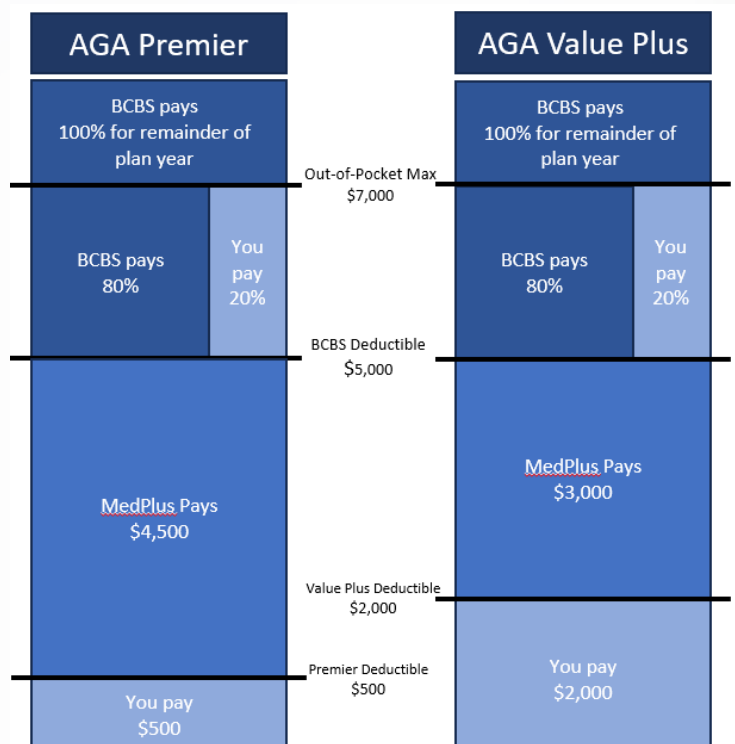 AGA Premier
BCBS pays
100% for remainder of
plan year
BCBS pays
80%
You
pay
20%
MedPlus Pays
$4,500
You pay
$500
Out-of-Pocket Max
$7,000
BCBS Deductible
$5,000
Value Plus Deductible
$2,000
Premier Deductible
$500
AGA Value Plus
BCBS pays
100% for remainder of
plan year
BCBS pays
80%
You
pay
20%
MedPlus Pays
$3,000
You pay
$2,000